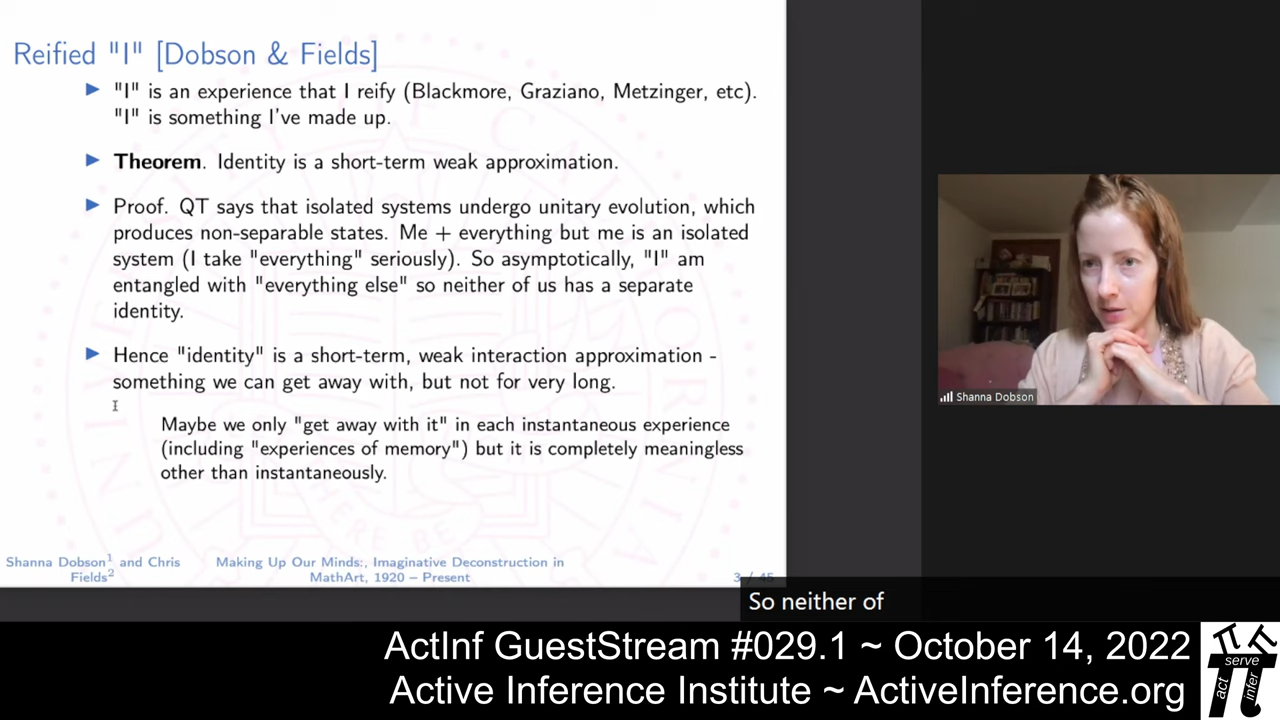 Reified "I" [Dobson & Fields]
"I" is an experience that I reify (Blackmore, Graziano, Metzinger, etc).
"I" is something I've made up.
Theorem. Identity is a short-term weak approximation.
Proof. QT says that isolated systems undergo unitary evolution, which
produces non-separable states. Me + everything but me is an isolated
system (I take "everything" seriously). So asymptotically, "I" am
entangled with "everything else" so neither of us has a separate
identity.
Hence "identity" is a short-term, weak interaction approximation -
something we can get away with, but not for very long.
Maybe we only "get away with it" in each instantaneous experience
(including "experiences of memory") but it is completely meaningless
other than instantaneously.
Shanna Dobson¹ and Chris
Fields²
Making Up Our Minds:, Imaginative Deconstruction in
MathArt, 1920 – Present
3 / 45
Shanna Dobson
So neither of
ActInf GuestStream #029.1 ~ October 14, 2022
Active Inference Institute ~ ActiveInference.org
serve
act
infer